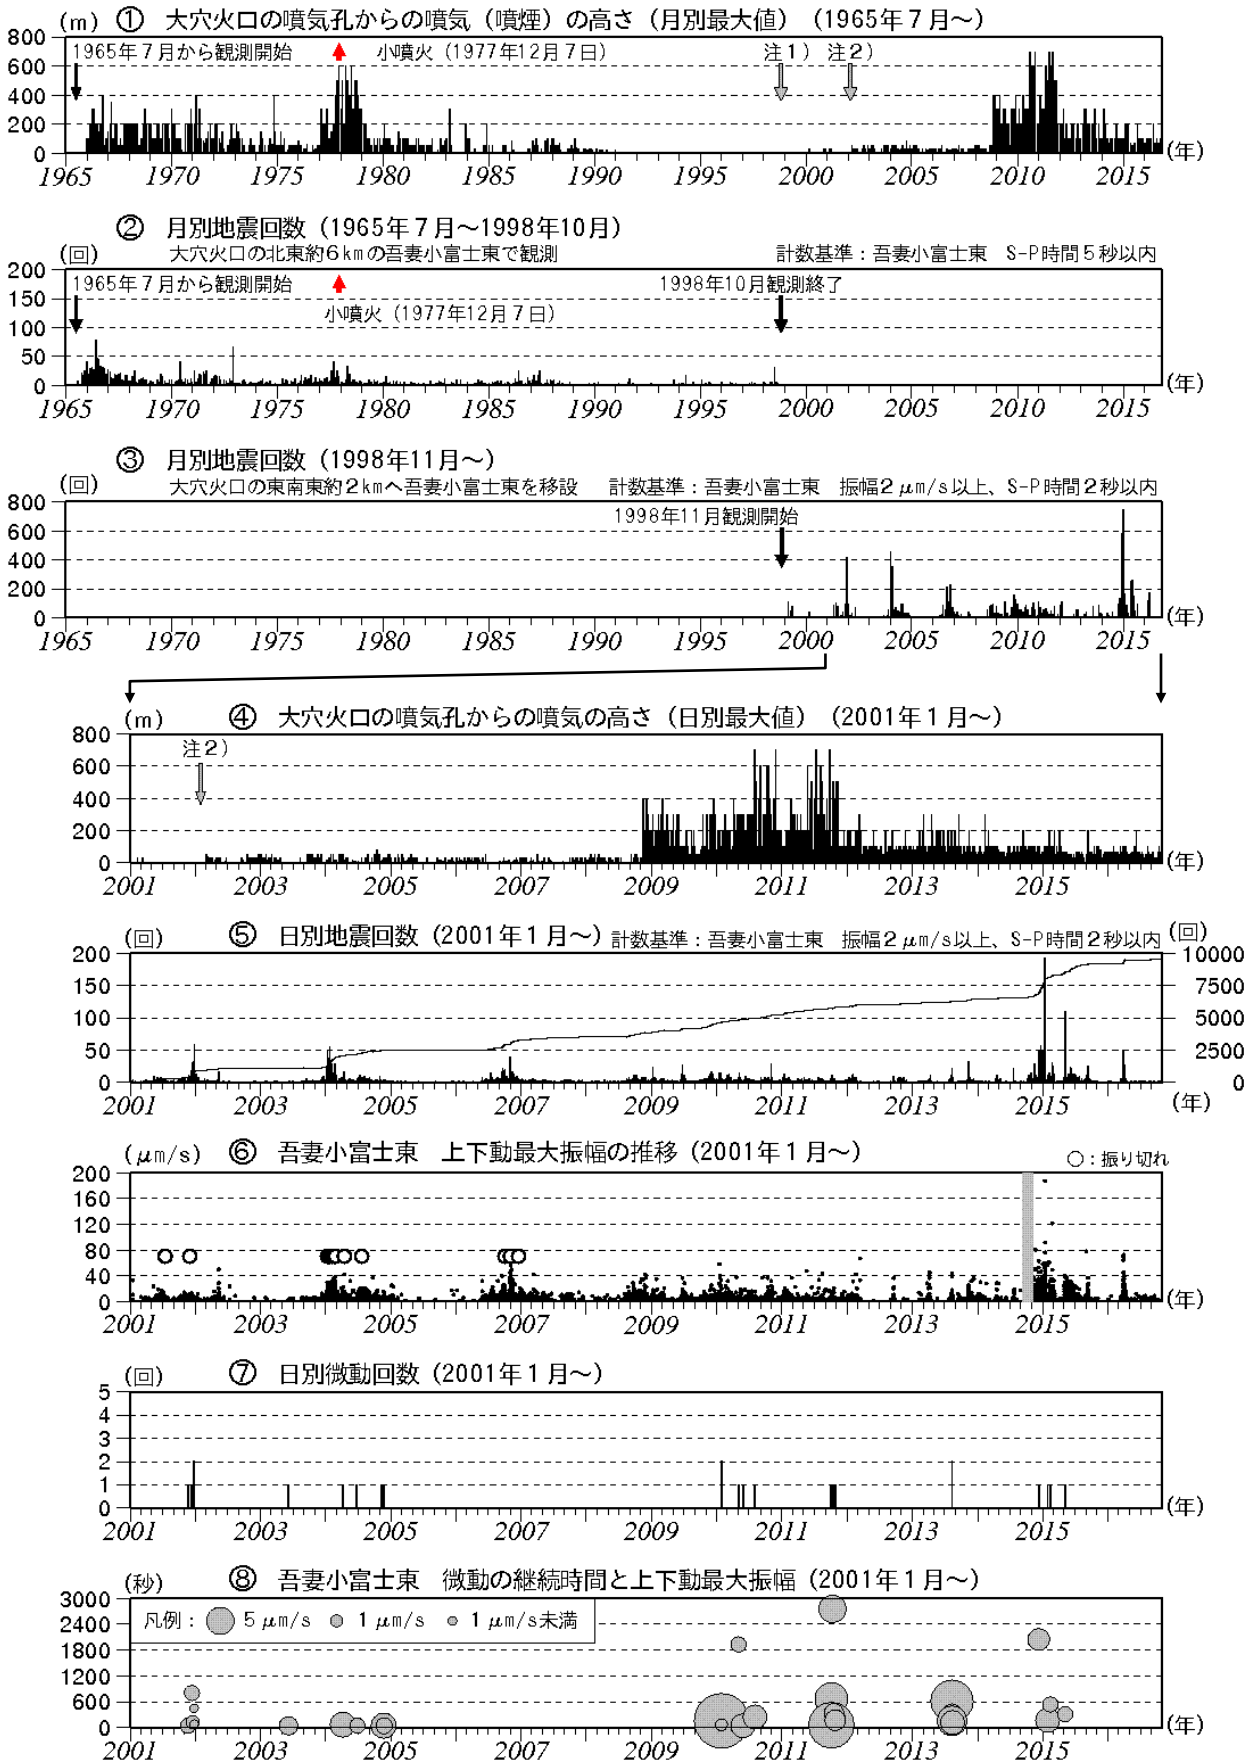 (m) ① 大穴火口の噴気孔からの噴気（噴煙）の高さ（月別最大値）（1965年７月～）
800
600
400
200
0
1965年７月から観測開始
小噴火（1977年12月７日）
注１）
注２）
1965 1970 1975 1980 1985 1990 1995 2000 2005 2010 2015 (年)
② 月別地震回数（1965年７月～1998年10月）
(回) 大穴火口の北東約６kmの吾妻小富士東で観測 計数基準：吾妻小富士東 S-P時間５秒以内
200
150
100
50
0
1965年７月から観測開始
小噴火（1977年12月７日）
1998年10月観測終了
1965 1970 1975 1980 1985 1990 1995 2000 2005 2010 2015 (年)
③ 月別地震回数（1998年11月～）
(回) 大穴火口の東南東約２kmへ吾妻小富士東を移設 計数基準：吾妻小富士東 振幅２μm/s以上、S-P時間２秒以内
800
600
400
200
0
1998年11月観測開始
1965 1970 1975 1980 1985 1990 1995 2000 2005 2010 2015 (年)
(m) ④ 大穴火口の噴気孔からの噴気の高さ（日別最大値）（2001年１月～）
800
600
400
200
0
注２）
2001 2003 2005 2007 2009 2011 2013 2015 (年)
(回) ⑤ 日別地震回数（2001年１月～） 計数基準：吾妻小富士東 振幅２μm/s以上、S-P時間２秒以内 (回)
200 10000
150 7500
100 5000
50 2500
0 0
2001 2003 2005 2007 2009 2011 2013 2015 (年)
(μm/s) ⑥ 吾妻小富士東 上下動最大振幅の推移（2001年１月～） ○：振り切れ
200
160
120
80
40
0
2001 2003 2005 2007 2009 2011 2013 2015 (年)
(回) ⑦ 日別微動回数（2001年１月～）
5
4
3
2
1
0
2001 2003 2005 2007 2009 2011 2013 2015 (年)
(秒) ⑧ 吾妻小富士東 微動の継続時間と上下動最大振幅（2001年１月～）
3000
2400
1800
1200
600
0
凡例： ５μm/s １μm/s １μm/s未満
2001 2003 2005 2007 2009 2011 2013 2015 (年)